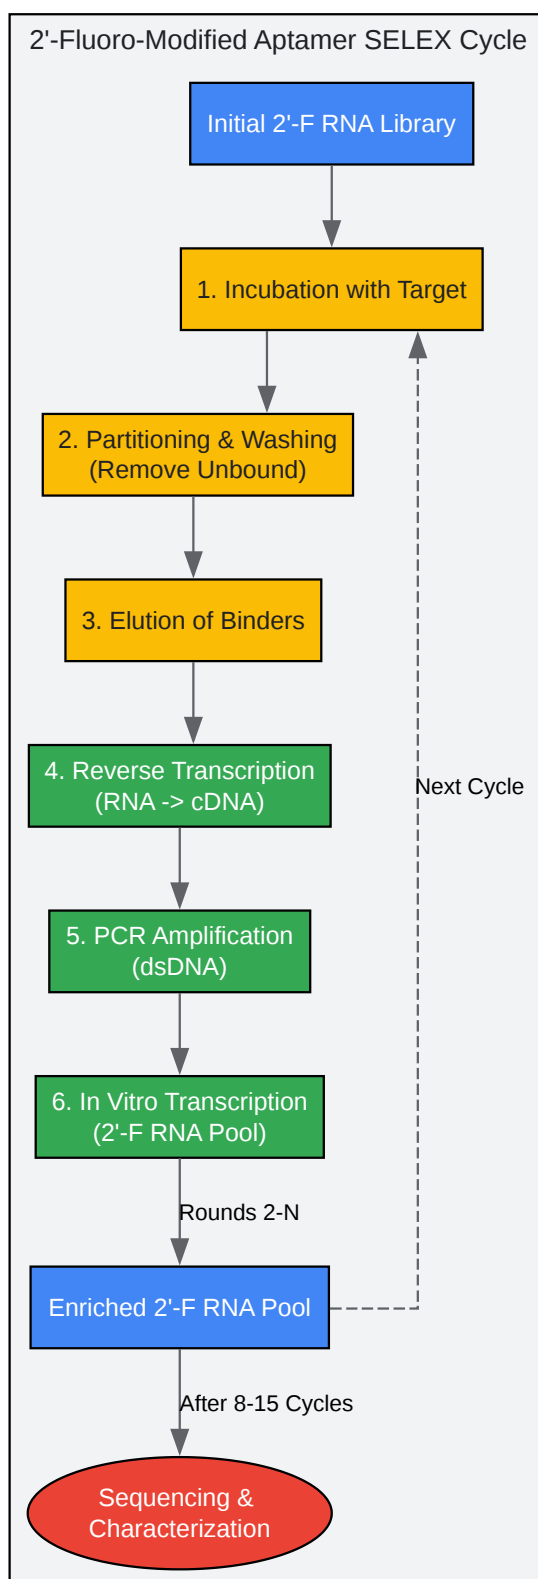 2'-Fluoro-Modified Aptamer SELEX Cycle
Initial 2'-F RNA Library
1. Incubation with Target
2. Partitioning & Washing
(Remove Unbound)
3. Elution of Binders
4. Reverse Transcription
(RNA -> cDNA)
Next Cycle
5. PCR Amplification
(dsDNA)
6. In Vitro Transcription
(2'-F RNA Pool)
Rounds 2-N
Enriched 2'-F RNA Pool
After 8-15 Cycles
Sequencing &
Characterization